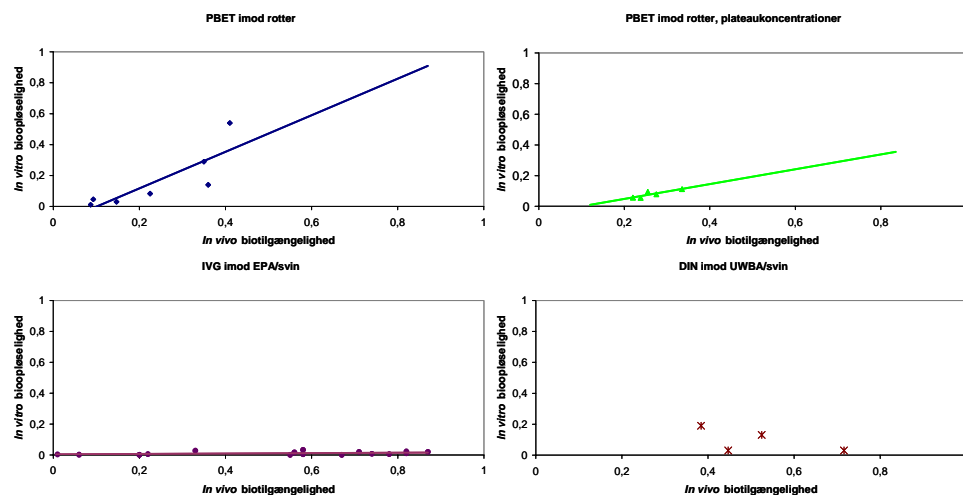 PBET imod rotter
1
0,8
0,6
0,4
0,2
0
In vitro bioopløselighed
0 0,2 0,4 0,6 0,8 1
In vivo biotilgængelighed
PBET imod rotter, plateaukoncentrationer
1
0,8
0,6
0,4
0,2
0
In vitro bioopløselighed
0 0,2 0,4 0,6 0,8
In vivo biotilgængelighed
IVG imod EPA/svin
1
0,8
0,6
0,4
0,2
0
In vitro bioopløselighed
0 0,2 0,4 0,6 0,8 1
In vivo biotilgængelighed
DIN imod UWBA/svin
1
0,8
0,6
0,4
0,2
0
In vitro bioopløselighed
0 0,2 0,4 0,6 0,8
In vivo biotilgængelighed